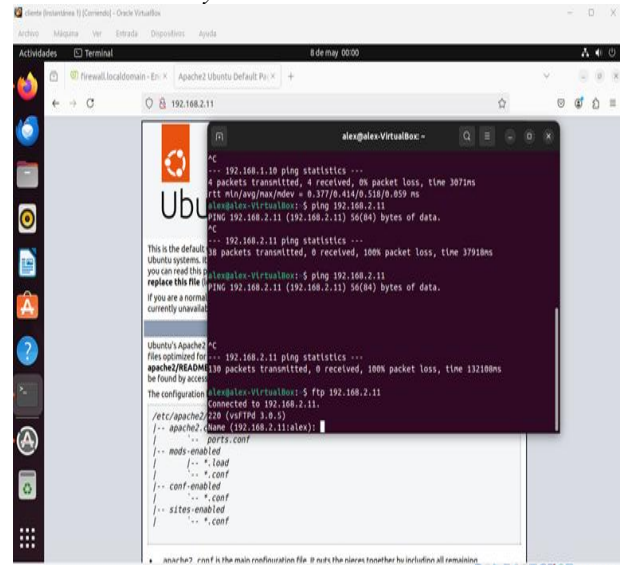 cliente (Instantánea 1) [Corriendo] - Oracle VirtualBox
Archivo Máquina Ver Entrada Dispositivos Ayuda
Actividades Terminal 8 de may 00:00
firewall.localdomain - En Apache2 Ubuntu Default Pa
192.168.2.11
alex@alex-VirtualBox: ~
^C
--- 192.168.1.10 ping statistics ---
4 packets transmitted, 4 received, 0% packet loss, time 3071ms
rtt min/avg/max/mdev = 0.377/0.414/0.518/0.059 ms
alex@alex-VirtualBox:~$ ping 192.168.2.11
PING 192.168.2.11 (192.168.2.11) 56(84) bytes of data.
^C
--- 192.168.2.11 ping statistics ---
38 packets transmitted, 0 received, 100% packet loss, time 37918ms
alex@alex-VirtualBox:~$ ping 192.168.2.11
PING 192.168.2.11 (192.168.2.11) 56(84) bytes of data.
^C
--- 192.168.2.11 ping statistics ---
130 packets transmitted, 0 received, 100% packet loss, time 132108ms
alex@alex-VirtualBox:~$ ftp 192.168.2.11
Connected to 192.168.2.11.
220 (vsFTPd 3.0.5)
Name (192.168.2.11:alex):
Ubu
This is the default
Ubuntu systems. It
you can read this p
replace this file (
If you are a normal
currently unavailab
Ubuntu's Apache2
files optimized for
apache2/README
be found by access
The configuration
/etc/apache2/
|-- apache2.c
| `-- ports.conf
|-- mods-enabled
| |-- *.load
| `-- *.conf
|-- conf-enabled
| `-- *.conf
|-- sites-enabled
| `-- *.conf
• apache2.conf is the main configuration file. It puts the pieces together by including all remaining